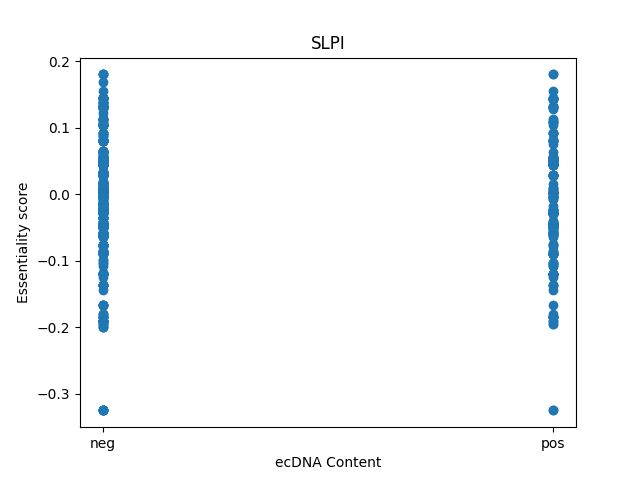 SLPI
Essentiality score
0.2
0.1
0.0
−0.1
−0.2
−0.3
neg
pos
ecDNA Content